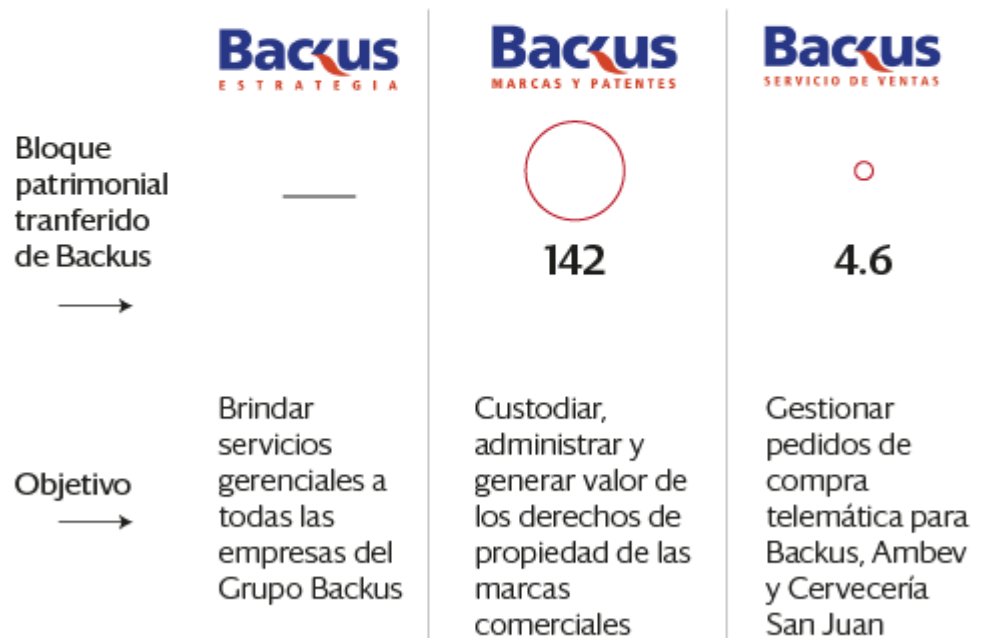 Backus
ESTRATEGIA
Backus
MARCAS Y PATENTES
Backus
SERVICIO DE VENTAS
Bloque
patrimonial
tranferido
de Backus
142
4.6
Objetivo
Brindar
servicios
gerenciales a
todas las
empresas del
Grupo Backus
Custodiar,
administrar y
generar valor de
los derechos de
propiedad de las
marcas
comerciales
Gestionar
pedidos de
compra
telemática para
Backus, Ambev
y Cervecería
San Juan